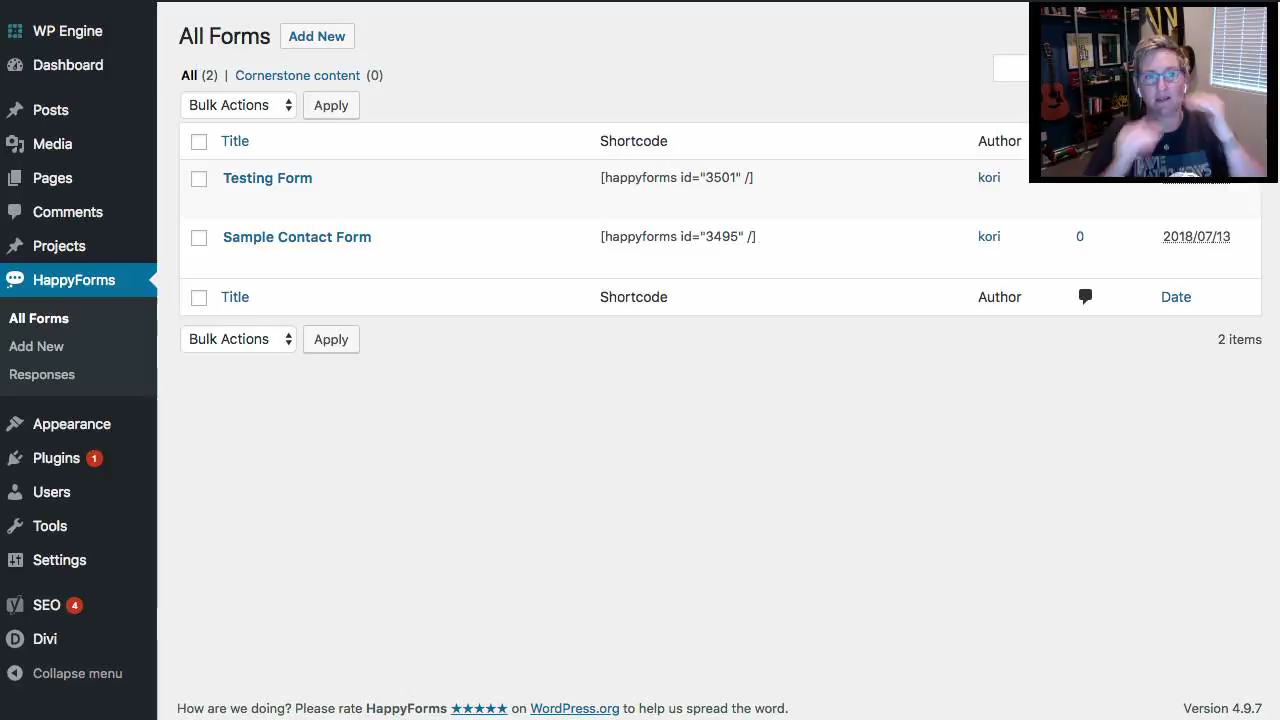 WP Engine
Dashboard
Posts
Media
Pages
Comments
Projects
HappyForms
All Forms
Add New
Responses
Appearance
Plugins 1
Users
Tools
Settings
SEO 4
Divi
Collapse menu
All Forms Add New
All (2) | Cornerstone content (0)
Bulk Actions Apply
Title Shortcode Author
Testing Form [happyforms id="3501" /] kori
Sample Contact Form [happyforms id="3495" /] kori 0 2018/07/13
Title Shortcode Author Date
Bulk Actions Apply 2 items
How are we doing? Please rate HappyForms ★★★★★ on WordPress.org to help us spread the word. Version 4.9.7